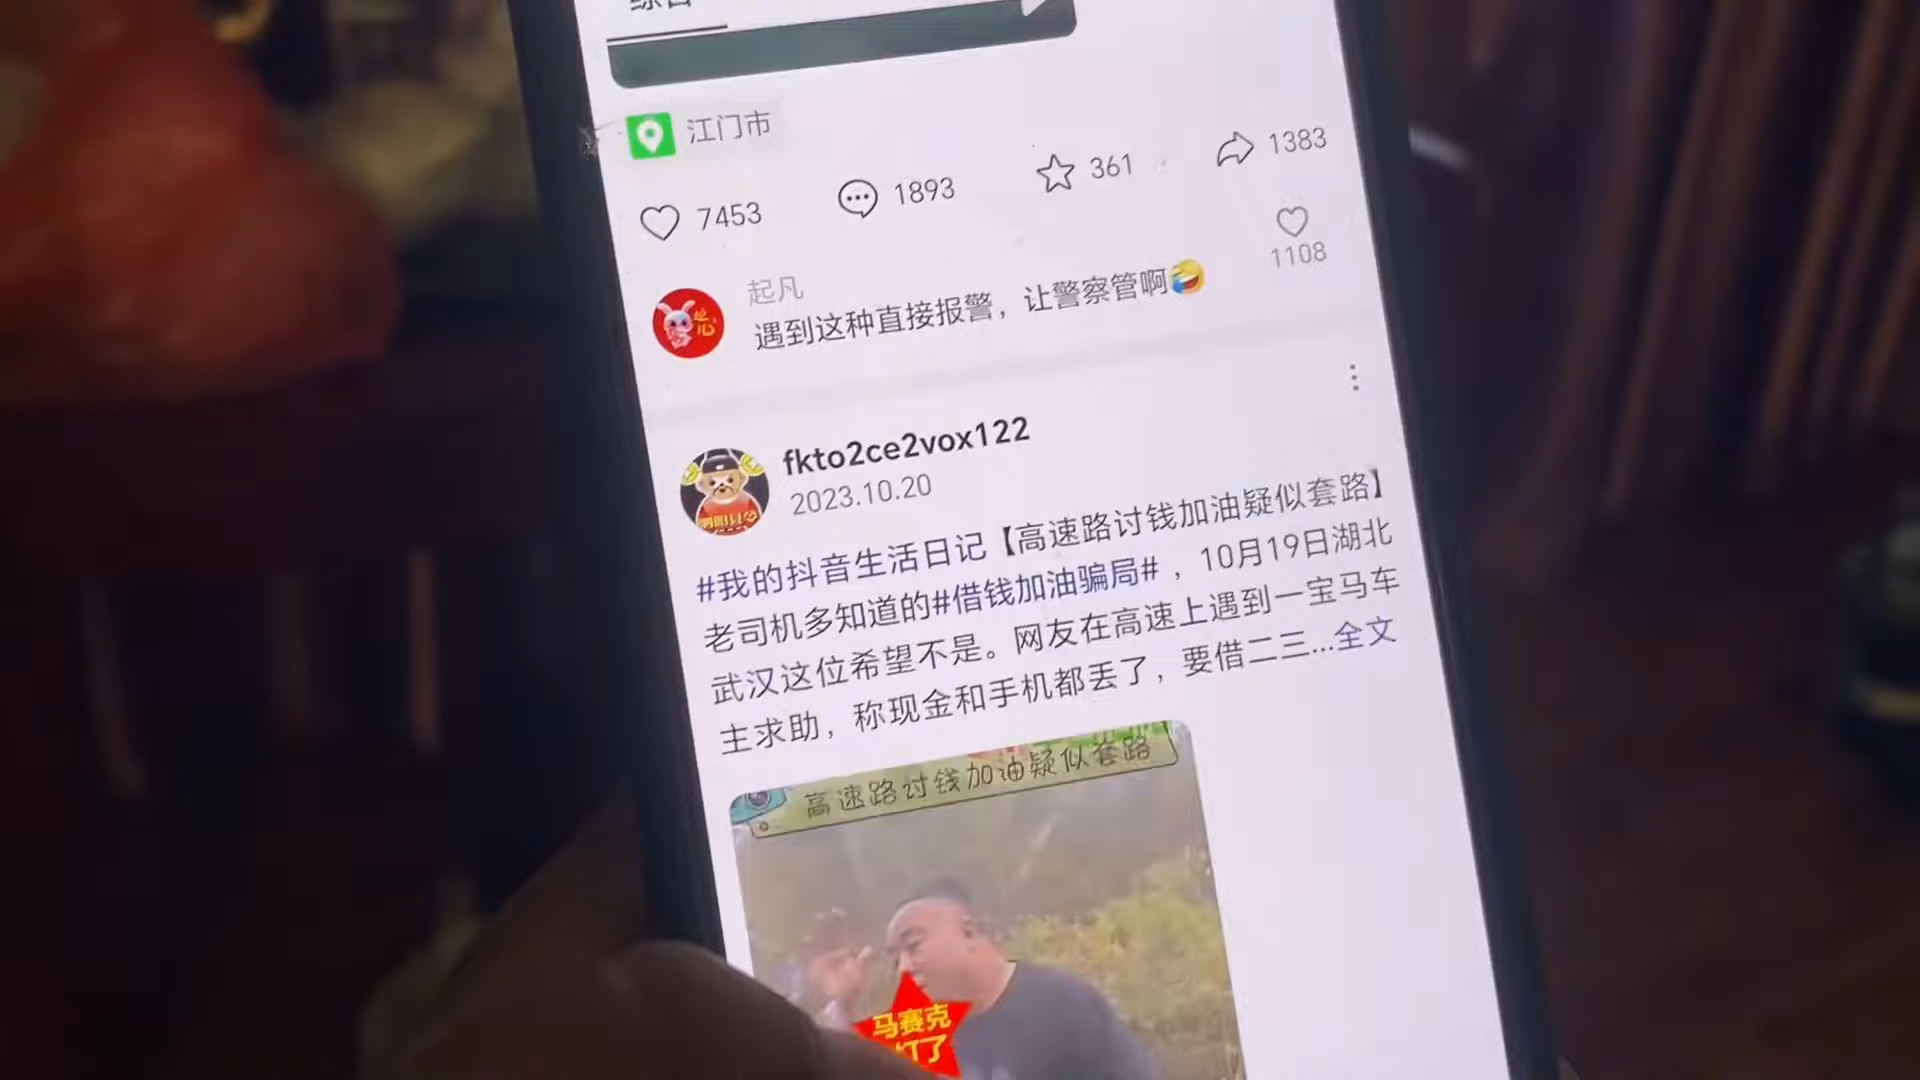 综合
江门市
7453
1893
361
1383
起凡
遇到这种直接报警，让警察管啊🤣
1108
fkto2ce2vox122
2023.10.20
#我的抖音生活日记【高速路讨钱加油疑似套路】
老司机多知道的#借钱加油骗局#，10月19日湖北
武汉这位希望不是。网友在高速上遇到一宝马车
主求助，称现金和手机都丢了，要借二三...全文
高速路讨钱加油疑似套路
马赛克
打了